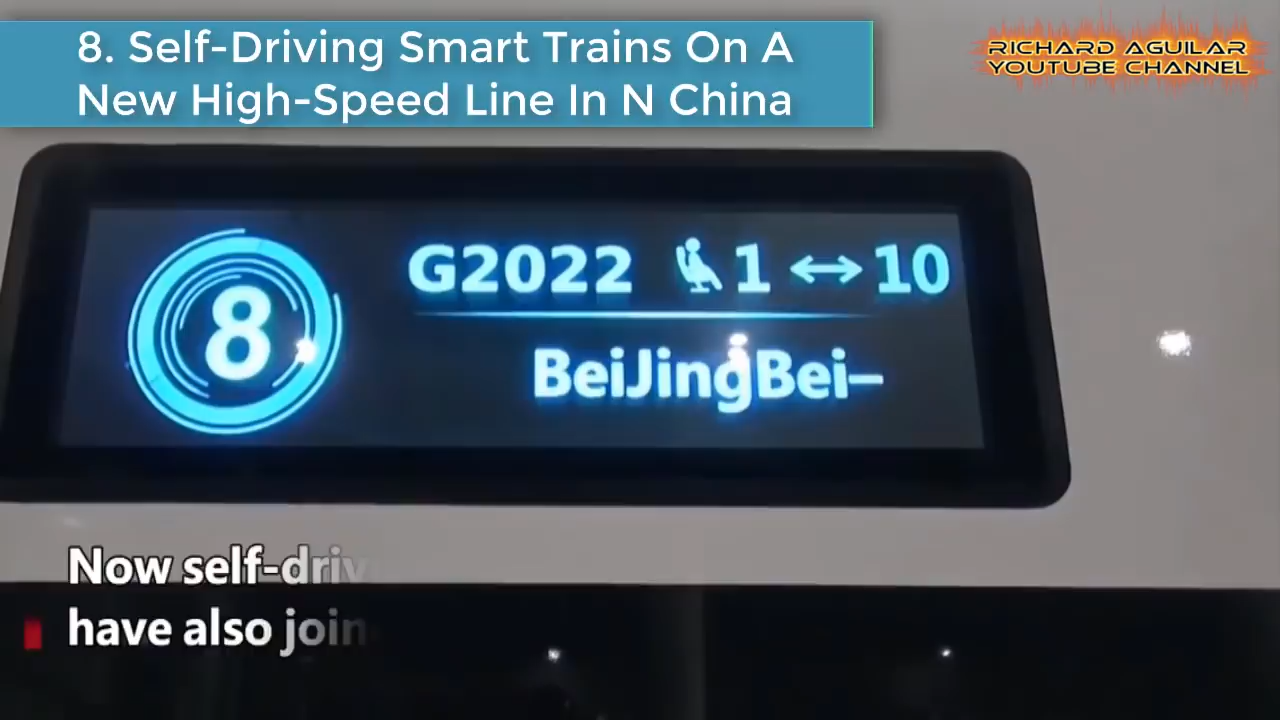 8. Self-Driving Smart Trains On A
New High-Speed Line In N China
RICHARD AGUILAR
YOUTUBE CHANNEL
8
G2022 1 ↔ 10
BeiJingBei–
Now self-driv
have also join